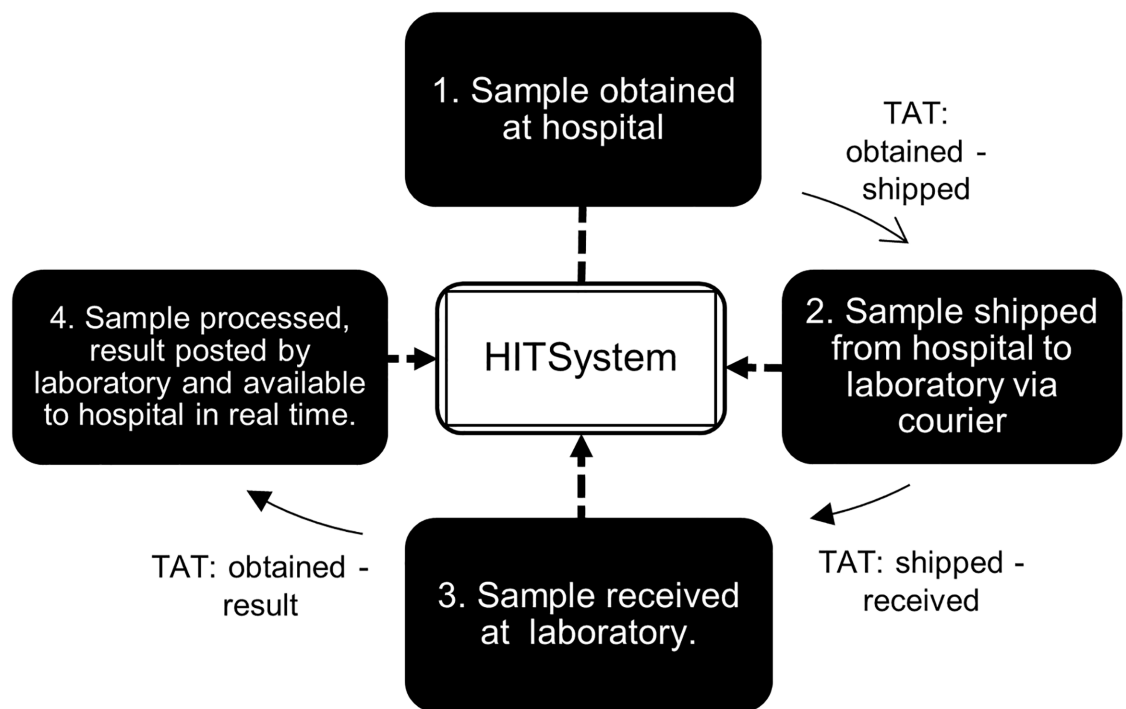 1. Sample obtained
at hospital
TAT:
obtained -
shipped
2. Sample shipped
from hospital to
laboratory via
courier
TAT: shipped -
received
3. Sample received
at laboratory.
TAT: obtained -
result
4. Sample processed,
result posted by
laboratory and available
to hospital in real time.
HITSystem